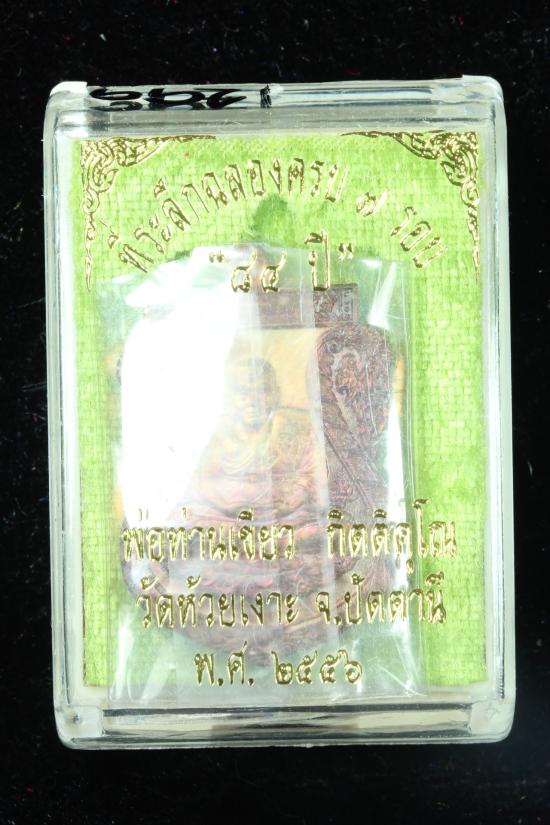 ที่ระลึกฉลองครบ ๗ รอบ
"๘๔ ปี"
พ่อท่านเขียว กิตติคุโณ
วัดห้วยเงาะ จ.ปัตตานี
พ.ศ. ๒๕๕๖